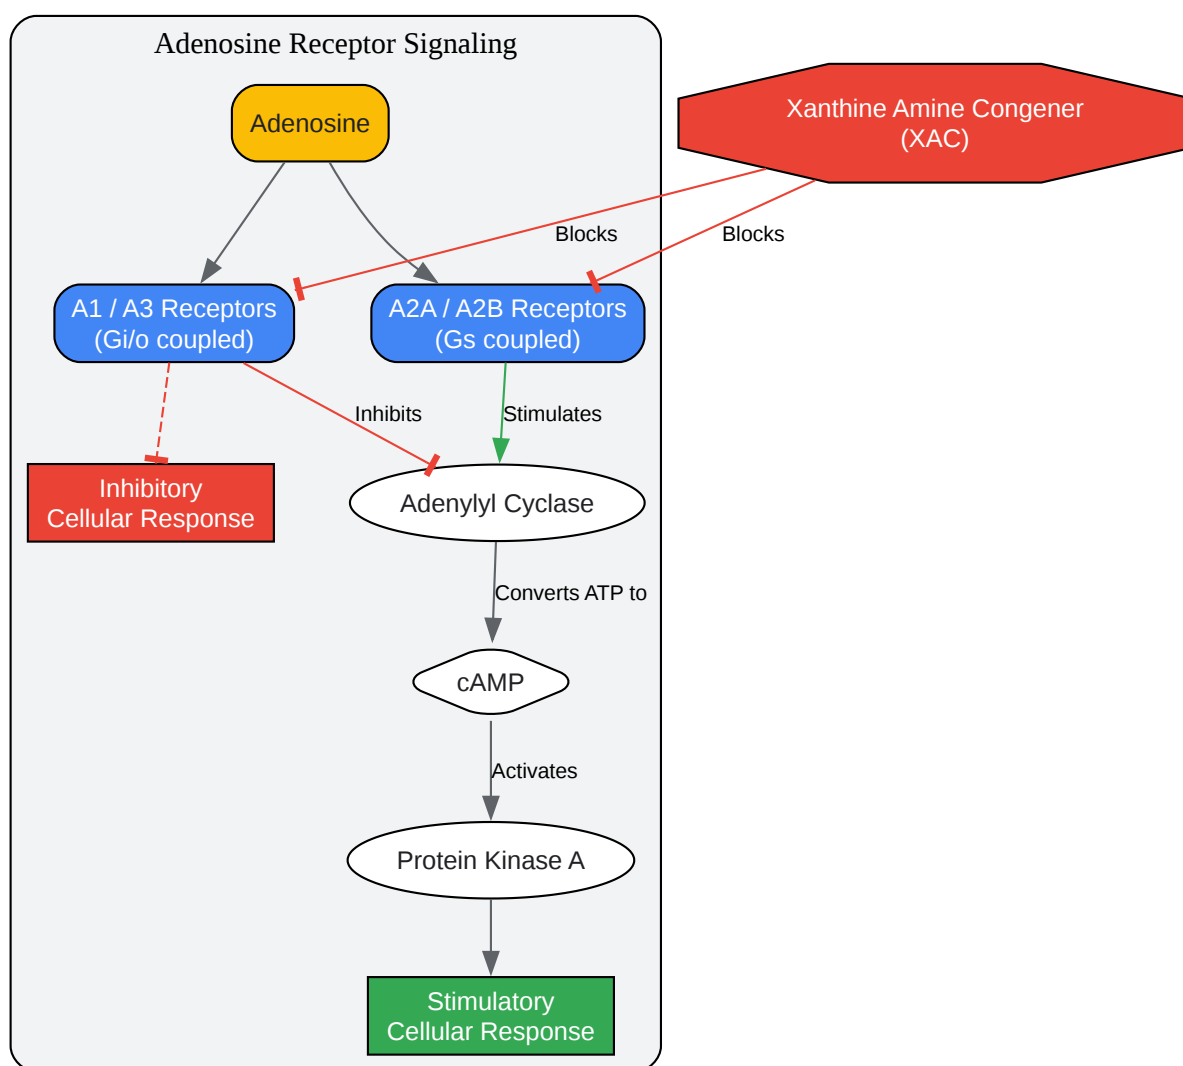 Adenosine Receptor Signaling
Adenosine
Xanthine Amine Congener
(XAC)
Blocks
Blocks
A1 / A3 Receptors
(Gi/o coupled)
A2A / A2B Receptors
(Gs coupled)
Inhibits
Stimulates
Inhibitory
Cellular Response
Adenylyl Cyclase
Converts ATP to
cAMP
Activates
Protein Kinase A
Stimulatory
Cellular Response